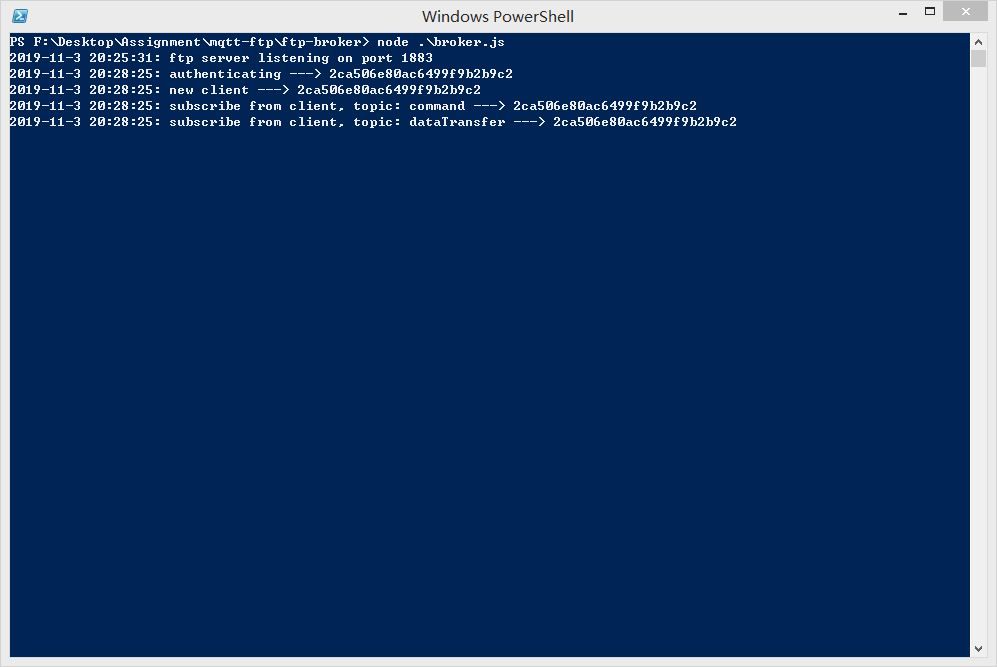 Windows PowerShell
PS F:\Desktop\Assignment\mqtt-ftp\ftp-broker> node .\broker.js
2019-11-3 20:25:31: ftp server listening on port 1883
2019-11-3 20:28:25: authenticating ---> 2ca506e80ac6499f9b2b9c2
2019-11-3 20:28:25: new client ---> 2ca506e80ac6499f9b2b9c2
2019-11-3 20:28:25: subscribe from client, topic: command ---> 2ca506e80ac6499f9b2b9c2
2019-11-3 20:28:25: subscribe from client, topic: dataTransfer ---> 2ca506e80ac6499f9b2b9c2